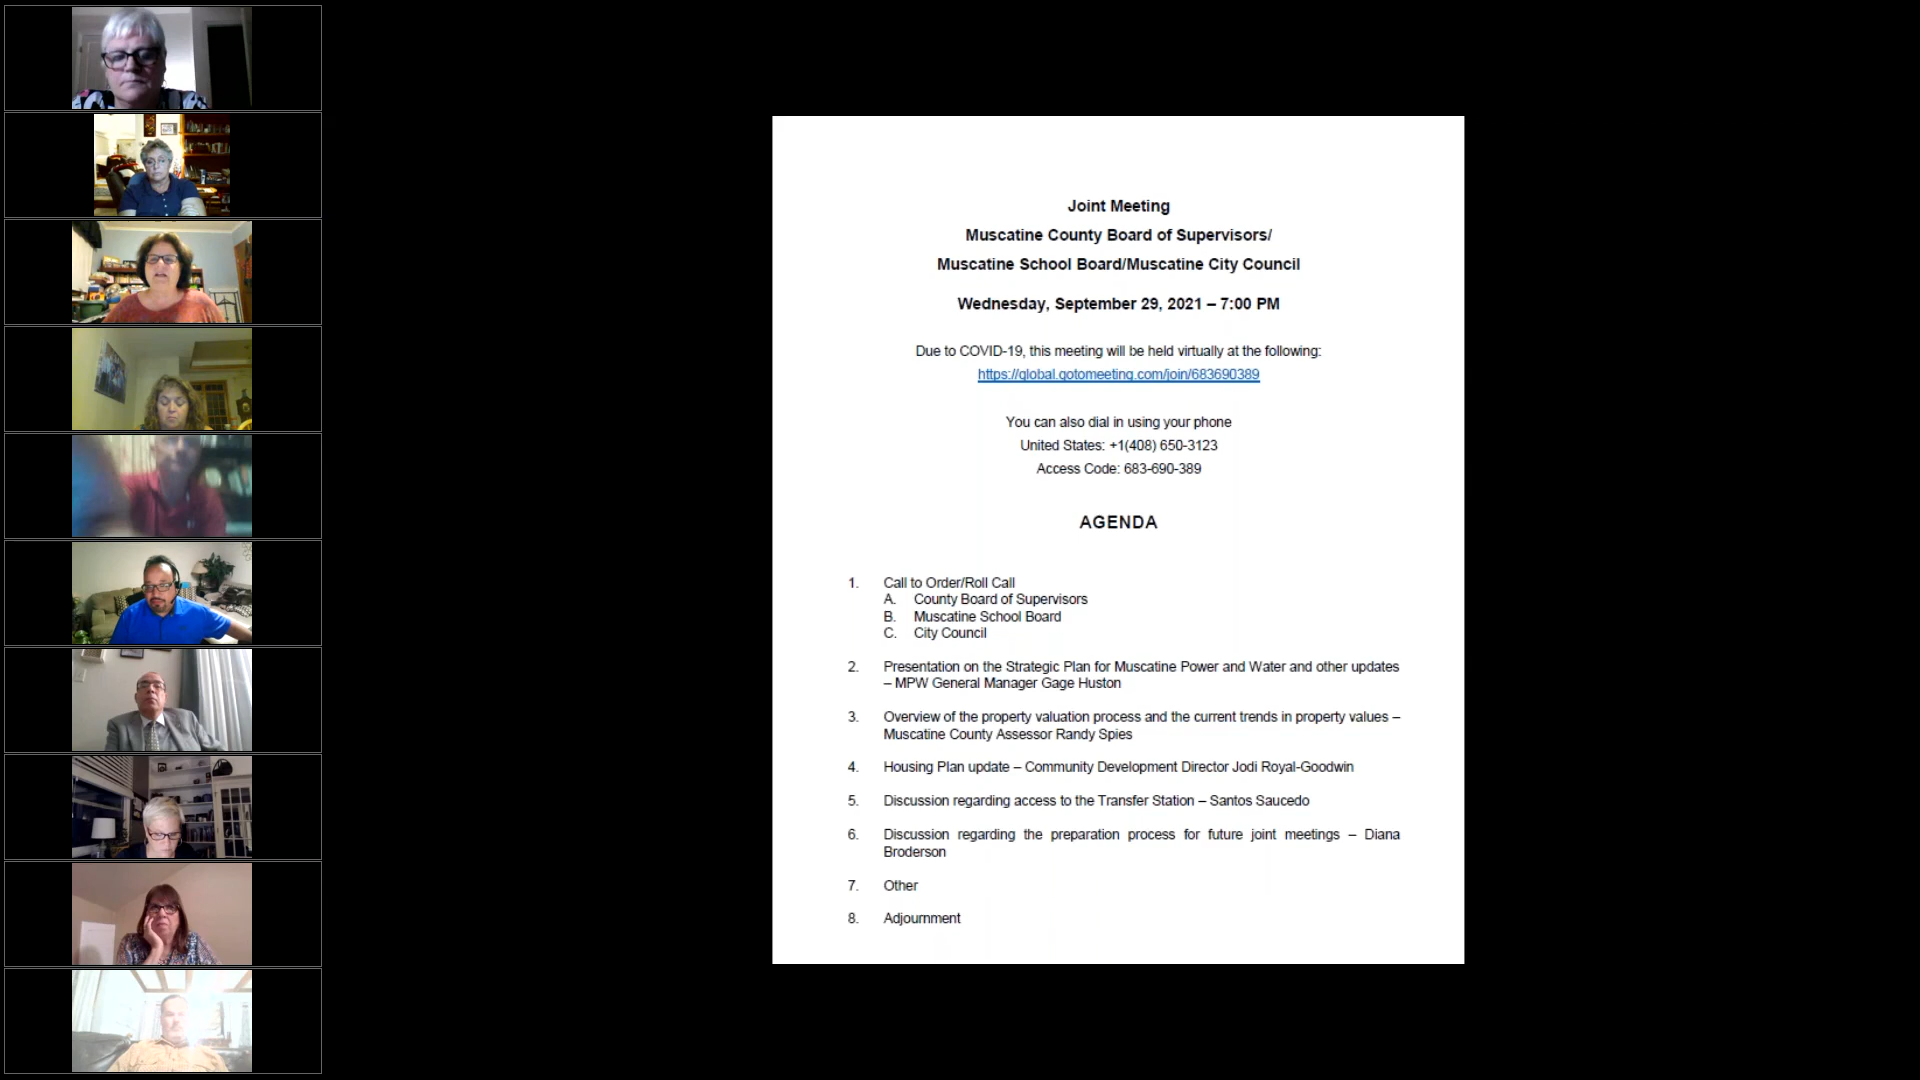 Joint Meeting
Muscatine County Board of Supervisors/
Muscatine School Board/Muscatine City Council
Wednesday, September 29, 2021 – 7:00 PM
Due to COVID-19, this meeting will be held virtually at the following:
https://global.gotomeeting.com/join/683690389
You can also dial in using your phone
United States: +1(408) 650-3123
Access Code: 683-690-389
AGENDA
1. Call to Order/Roll Call
A. County Board of Supervisors
B. Muscatine School Board
C. City Council
2. Presentation on the Strategic Plan for Muscatine Power and Water and other updates
– MPW General Manager Gage Huston
3. Overview of the property valuation process and the current trends in property values –
Muscatine County Assessor Randy Spies
4. Housing Plan update – Community Development Director Jodi Royal-Goodwin
5. Discussion regarding access to the Transfer Station – Santos Saucedo
6. Discussion regarding the preparation process for future joint meetings – Diana
Broderson
7. Other
8. Adjournment